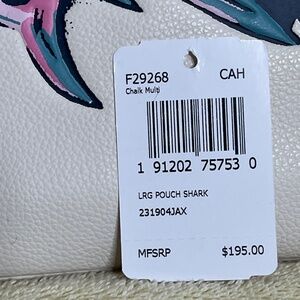 F29268 CAH
Chalk Multi
1 91202 75753 0
LRG POUCH SHARK
231904JAX
MFSRP $195.00